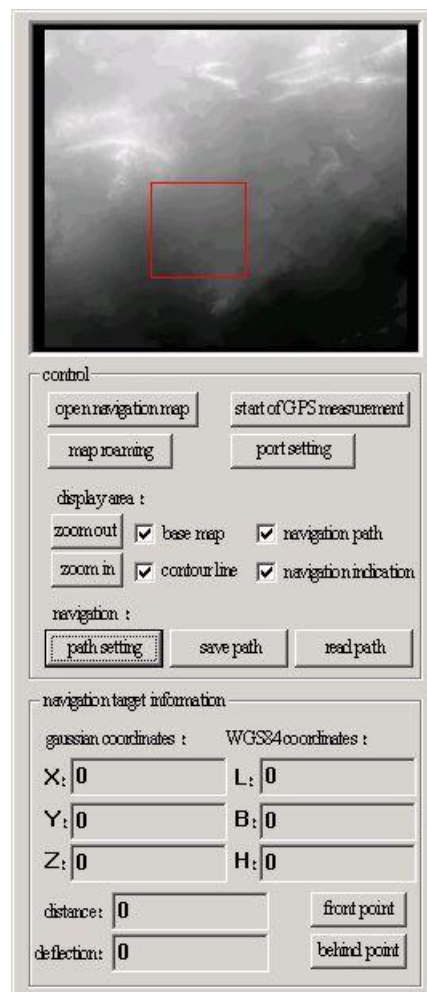 control
open navigation map start of GPS measurement
map roaming port setting
display area :
zoom out base map navigation path
zoom in contour line navigation indication
navigation :
path setting save path read path
navigation target information
gaussian coordinates : WGS84 coordinates :
X: 0 L: 0
Y: 0 B: 0
Z: 0 H: 0
distance: 0 front point
deflection: 0 behind point